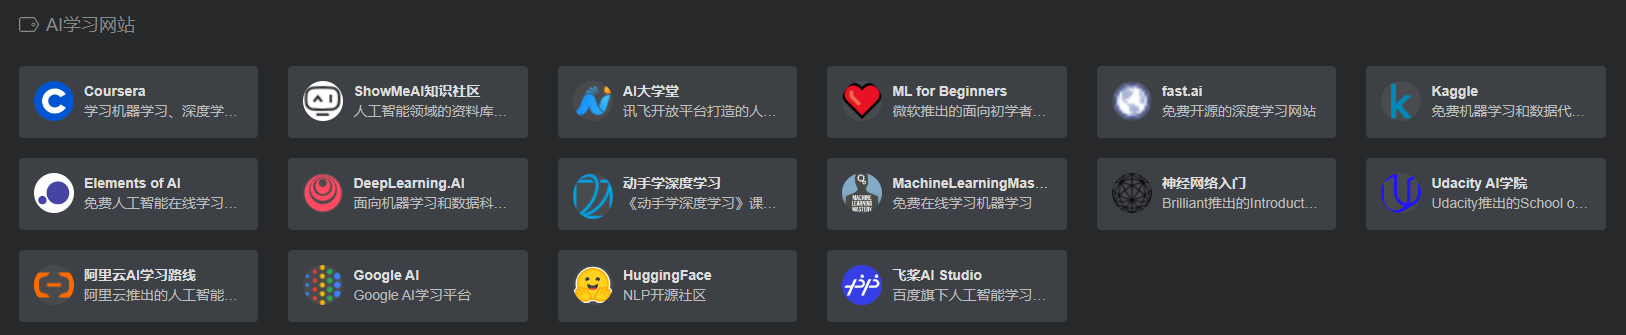 AI学习网站
Coursera
学习机器学习、深度学...
ShowMeAI知识社区
人工智能领域的资料库...
AI大学堂
讯飞开放平台打造的人...
ML for Beginners
微软推出的面向初学者...
fast.ai
免费开源的深度学习网站
Kaggle
免费机器学习和数据代...
Elements of AI
免费人工智能在线学习...
DeepLearning.AI
面向机器学习和数据科...
动手学深度学习
《动手学深度学习》课...
MACHINE
LEARNING
MASTERY
MachineLearningMas...
免费在线学习机器学习
神经网络入门
Brilliant推出的Introduct...
Udacity AI学院
Udacity推出的School o...
阿里云AI学习路线
阿里云推出的人工智能...
Google AI
Google AI学习平台
HuggingFace
NLP开源社区
飞桨AI Studio
百度旗下人工智能学习...